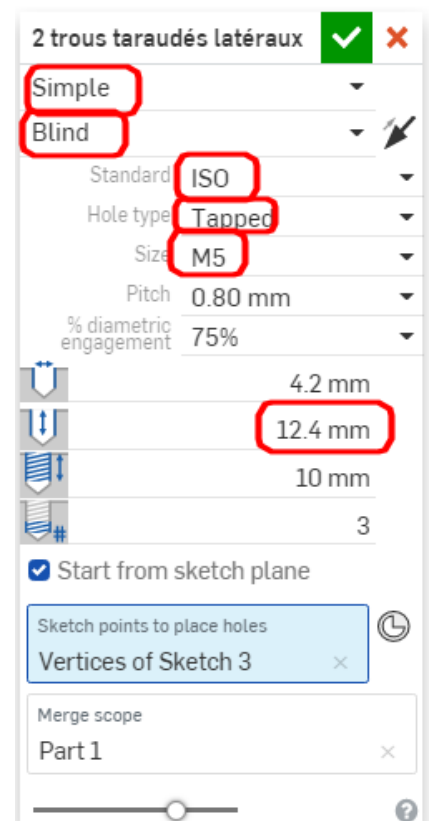 2 trous taraudés latéraux
Simple
Blind
Standard ISO
Hole type Tapped
Size M5
Pitch 0.80 mm
% diametric
engagement 75%
4.2 mm
12.4 mm
10 mm
# 3
Start from sketch plane
Sketch points to place holes
Vertices of Sketch 3
Merge scope
Part 1
?